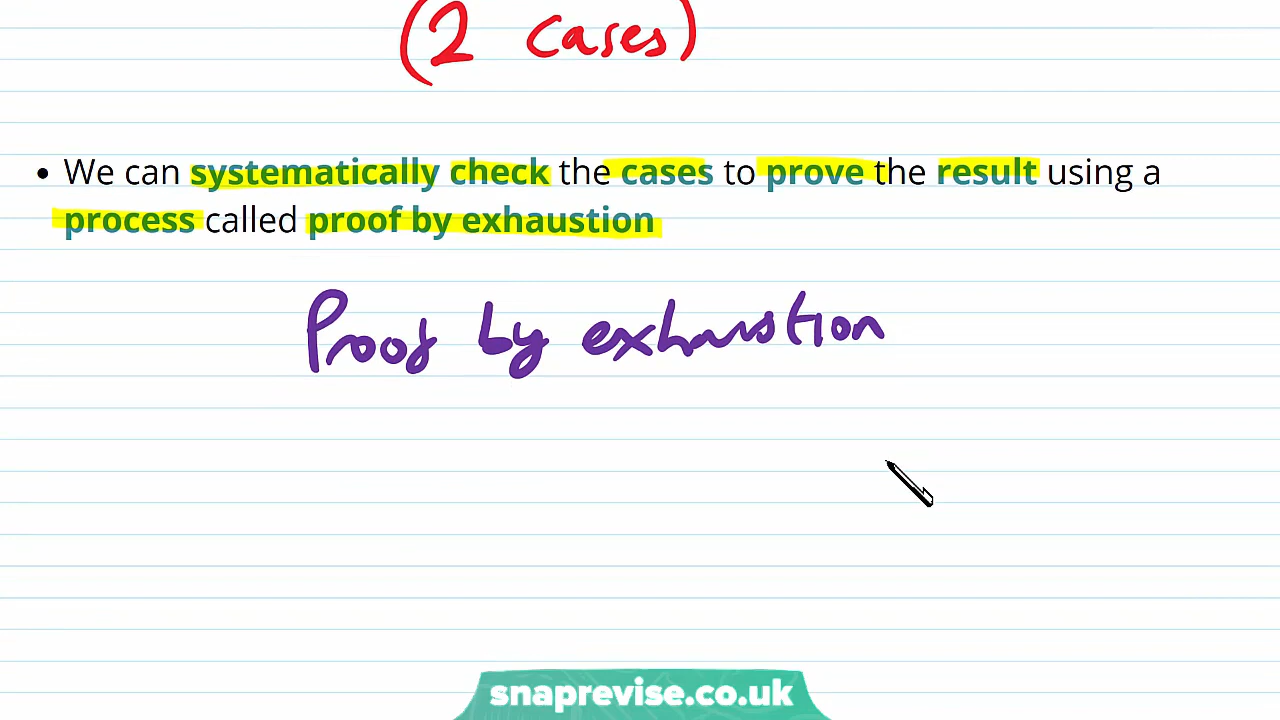 (2 cases)
• We can systematically check the cases to prove the result using a
process called proof by exhaustion
Proof by exhaustion
snaprevise.co.uk